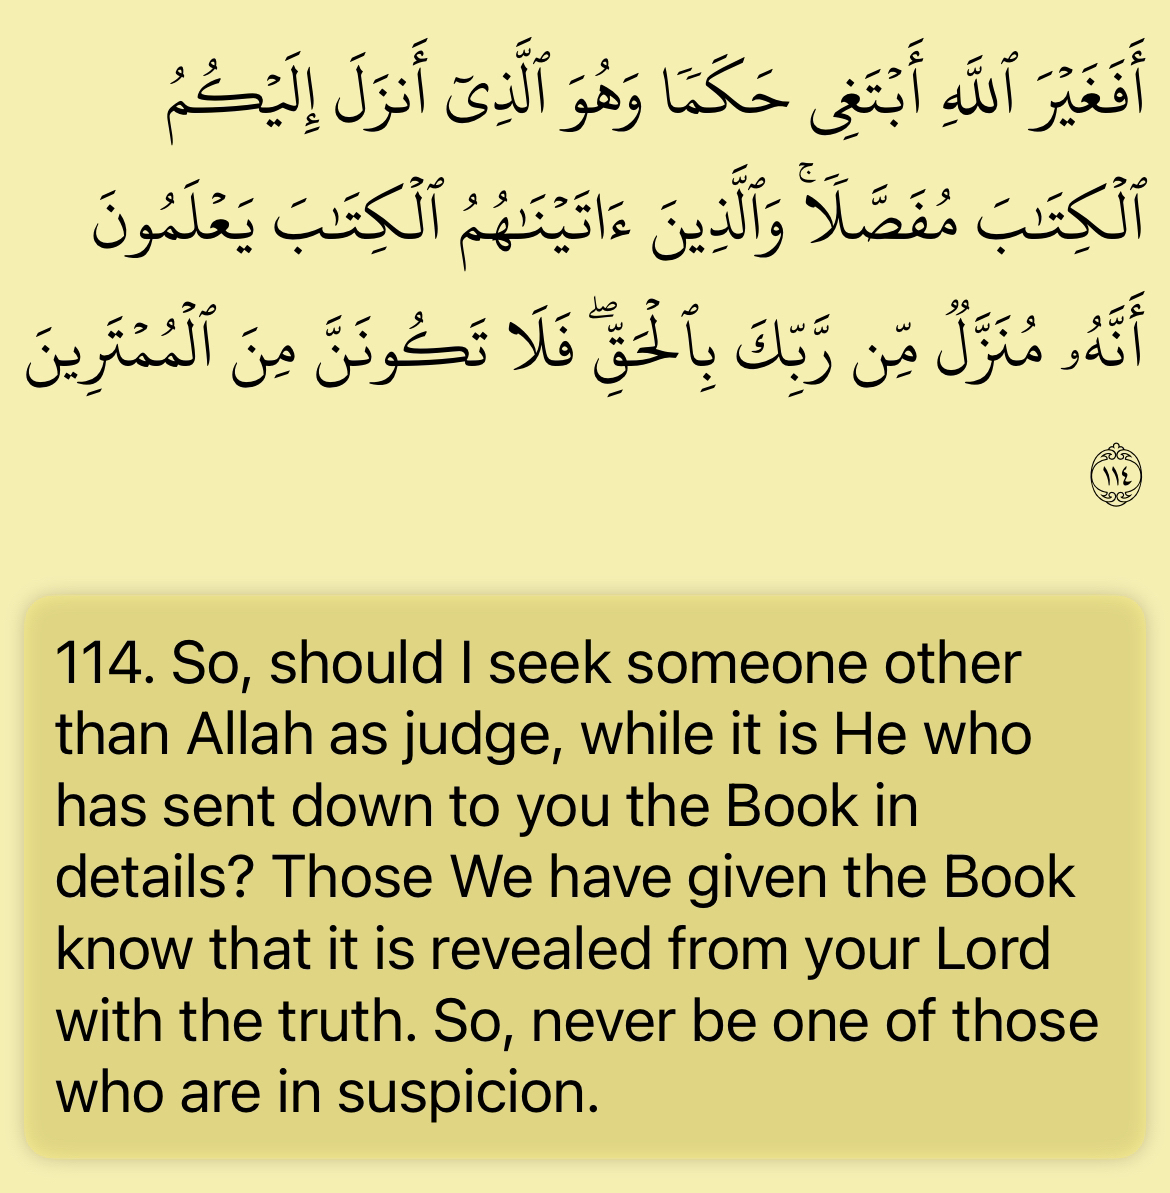 أَفَغَيْرَ ٱللَّهِ أَبْتَغِى حَكَمًۭا وَهُوَ ٱلَّذِىٓ أَنزَلَ إِلَيْكُمُ
ٱلْكِتَـٰبَ مُفَصَّلًۭا ۚ وَٱلَّذِينَ ءَاتَيْنَـٰهُمُ ٱلْكِتَـٰبَ يَعْلَمُونَ
أَنَّهُۥ مُنَزَّلٌۭ مِّن رَّبِّكَ بِٱلْحَقِّ ۖ فَلَا تَكُونَنَّ مِنَ ٱلْمُمْتَرِينَ
١١٤
114. So, should I seek someone other
than Allah as judge, while it is He who
has sent down to you the Book in
details? Those We have given the Book
know that it is revealed from your Lord
with the truth. So, never be one of those
who are in suspicion.